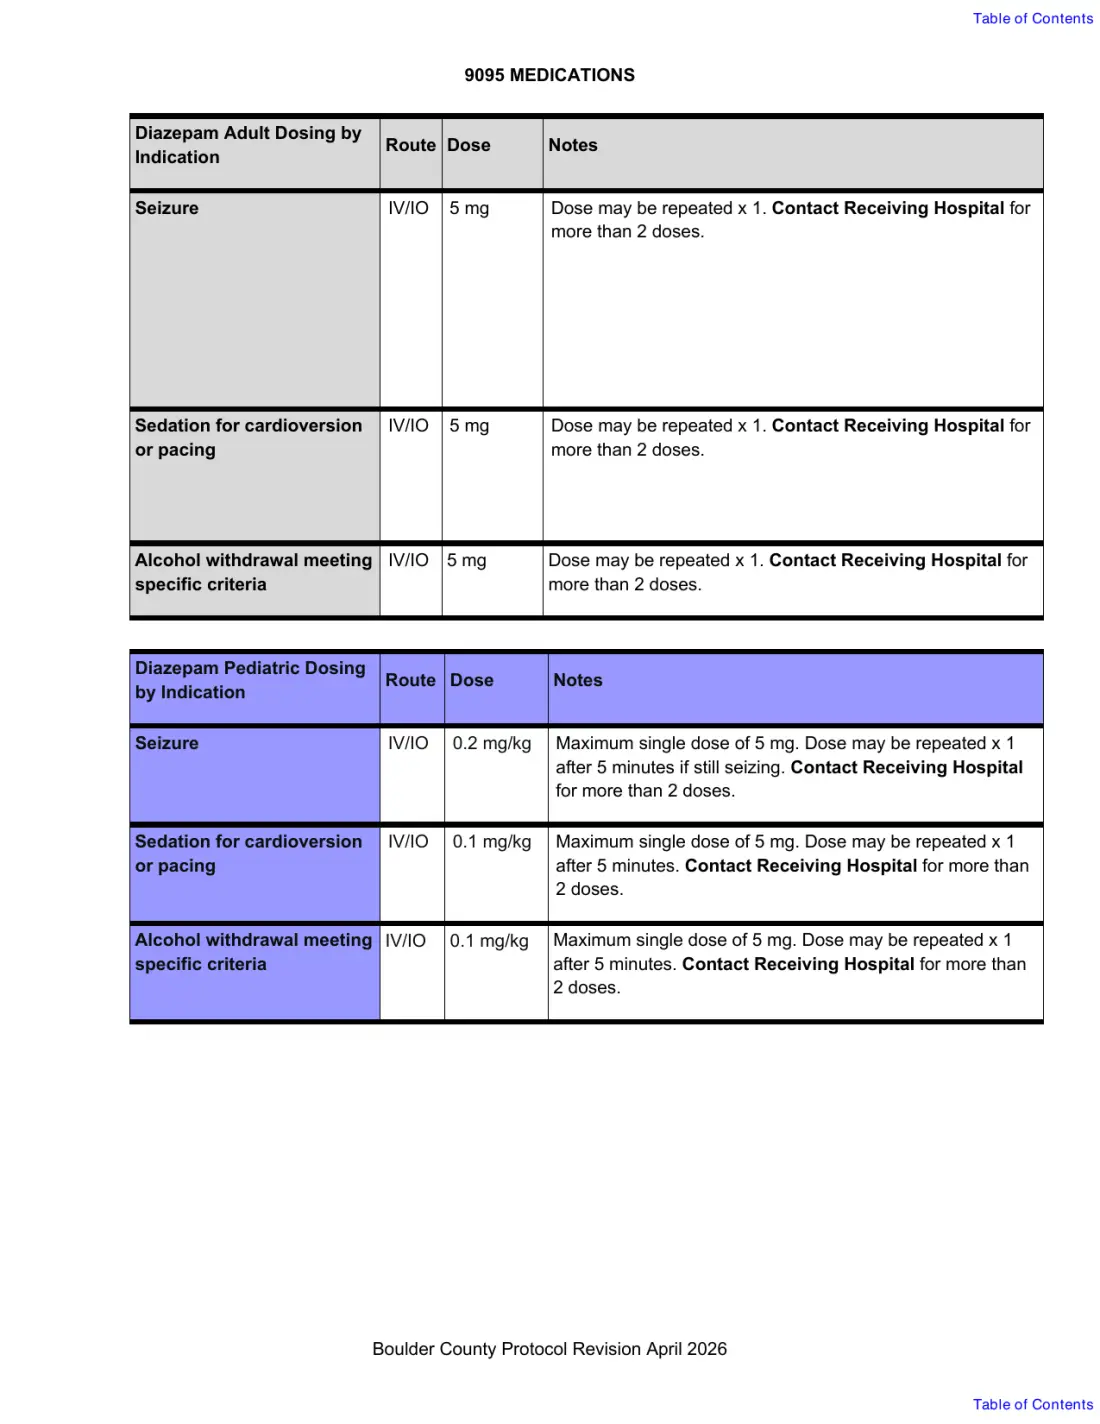 Table of Contents
9095 MEDICATIONS
Diazepam Adult Dosing by
Indication
Route
Dose
Notes
Seizure
IV/IO
5 mg
Dose may be repeated x 1. Contact Receiving Hospital for
more than 2 doses.
Sedation for cardioversion
or pacing
IV/IO
5 mg
Dose may be repeated x 1. Contact Receiving Hospital for
more than 2 doses.
Alcohol withdrawal meeting
specific criteria
IV/IO
5 mg
Dose may be repeated x 1. Contact Receiving Hospital for
more than 2 doses.
Diazepam Pediatric Dosing
by Indication
Route
Dose
Notes
Seizure
IV/IO
0.2 mg/kg
Maximum single dose of 5 mg. Dose may be repeated x 1
after 5 minutes if still seizing. Contact Receiving Hospital
for more than 2 doses.
Sedation for cardioversion
or pacing
IV/IO
0.1 mg/kg
Maximum single dose of 5 mg. Dose may be repeated x 1
after 5 minutes. Contact Receiving Hospital for more than
2 doses.
Alcohol withdrawal meeting
specific criteria
IV/IO
0.1 mg/kg
Maximum single dose of 5 mg. Dose may be repeated x 1
after 5 minutes. Contact Receiving Hospital for more than
2 doses.
Boulder County Protocol Revision April 2026
Table of Contents